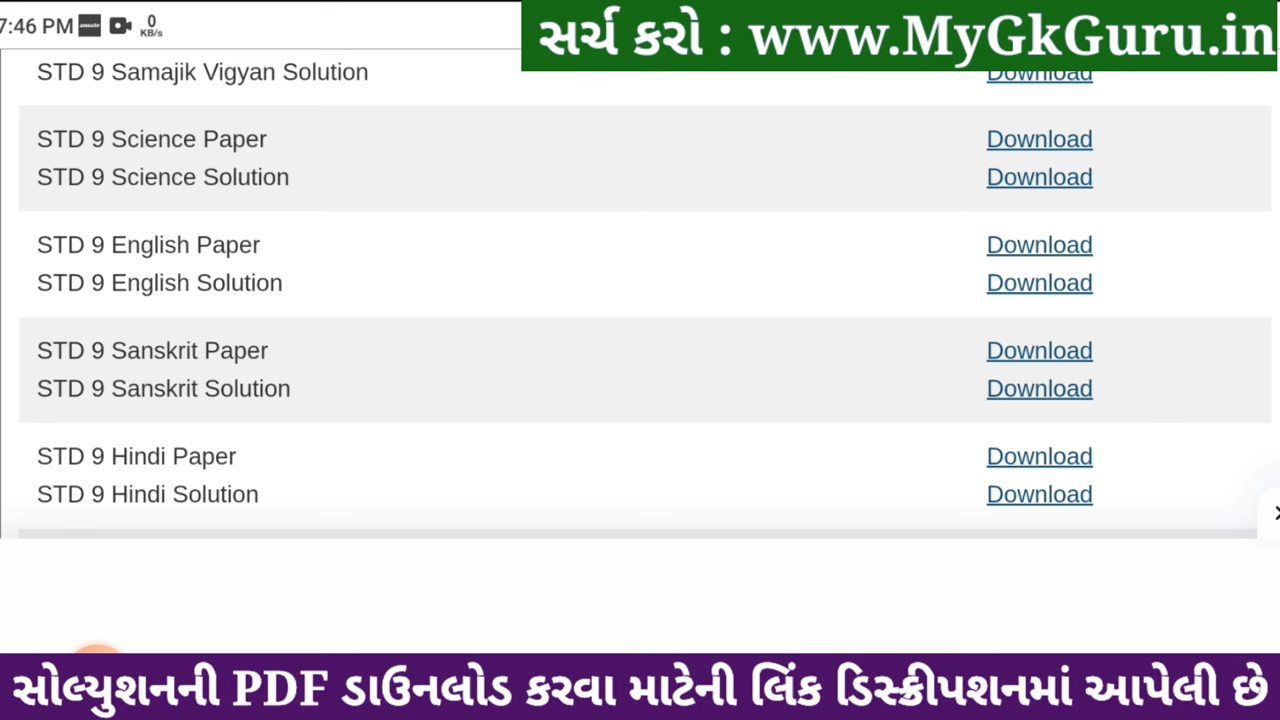 7:46 PM 0 KB/s
સર્ચ કરો : www.MyGkGuru.in
STD 9 Samajik Vigyan Solution Download
STD 9 Science Paper Download
STD 9 Science Solution Download
STD 9 English Paper Download
STD 9 English Solution Download
STD 9 Sanskrit Paper Download
STD 9 Sanskrit Solution Download
STD 9 Hindi Paper Download
STD 9 Hindi Solution Download
સોલ્યુશનની PDF ડાઉનલોડ કરવા માટેની લિંક ડિસ્ક્રીપશનમાં આપેલી છે